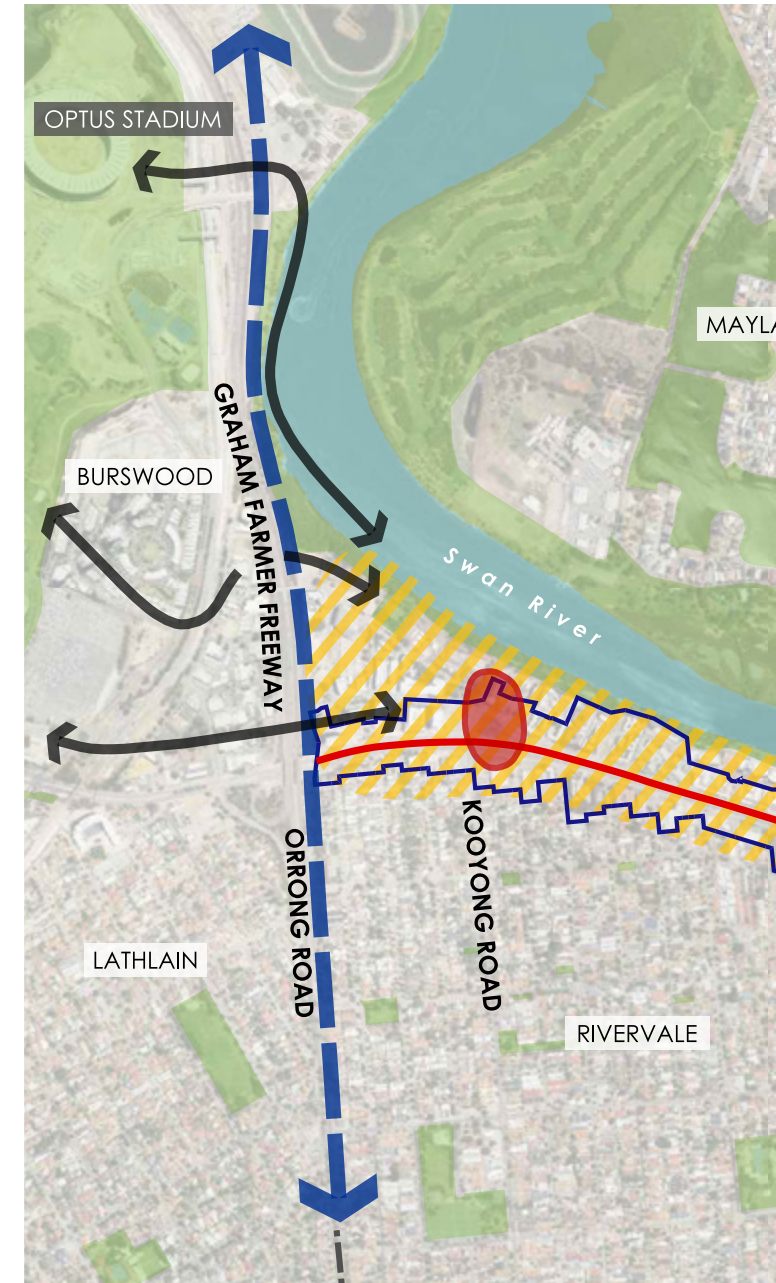 OPTUS STADIUM
MAYLA
GRAHAM FARMER FREEWAY
BURSWOOD
Swan River
KOOYONG ROAD
ORRONG ROAD
LATHLAIN
RIVERVALE